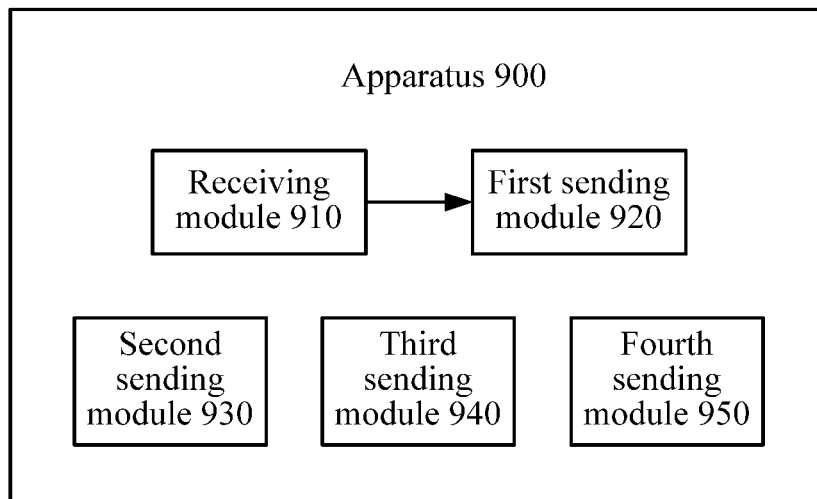 Apparatus 900
Receiving
module 910
First sending
module 920
Second
sending
module 930
Third
sending
module 940
Fourth
sending
module 950